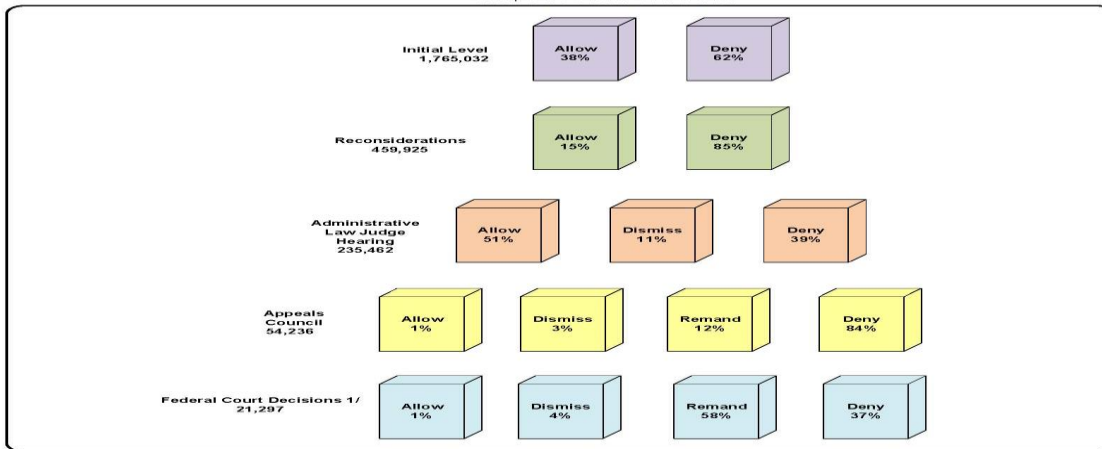 Initial Level
1,765,032
Allow
38%
Deny
62%
Reconsiderations
459,925
Allow
15%
Deny
85%
Administrative
Law Judge
Hearing
235,462
Allow
51%
Dismiss
11%
Deny
39%
Appeals
Council
54,236
Allow
1%
Dismiss
3%
Remand
12%
Deny
84%
Federal Court Decisions 1/
21,297
Allow
1%
Dismiss
4%
Remand
58%
Deny
37%